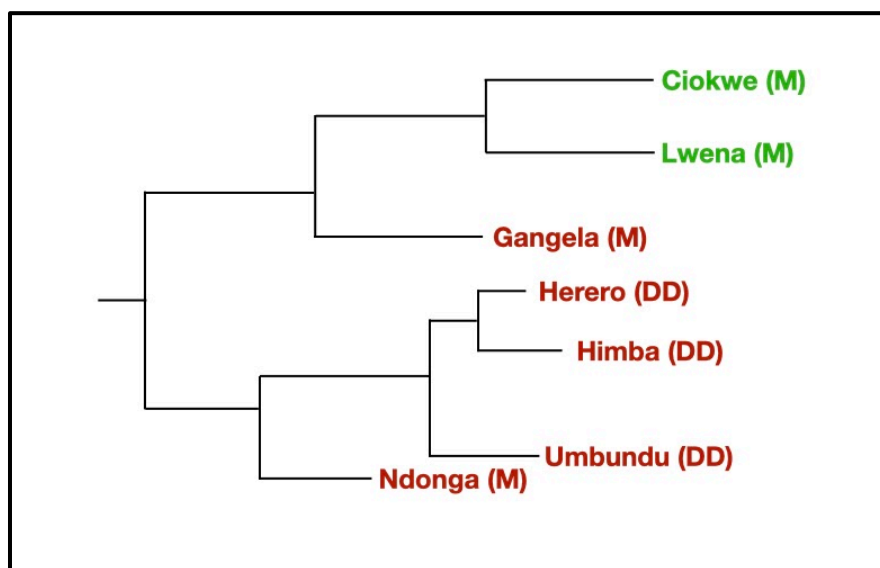 Ciokwe (M)
Lwena (M)
Gangela (M)
Herero (DD)
Himba (DD)
Umbundu (DD)
Ndonga (M)